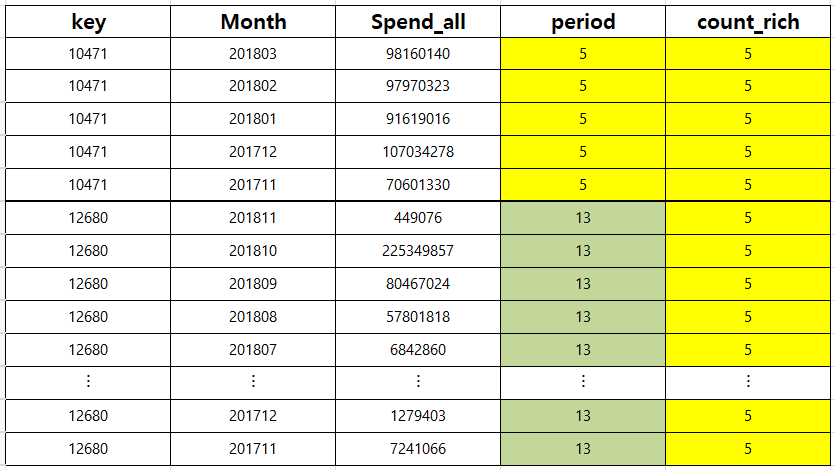 key Month Spend_all period count_rich
10471 201803 98160140 5 5
10471 201802 97970323 5 5
10471 201801 91619016 5 5
10471 201712 107034278 5 5
10471 201711 70601330 5 5
12680 201811 449076 13 5
12680 201810 225349857 13 5
12680 201809 80467024 13 5
12680 201808 57801818 13 5
12680 201807 6842860 13 5
⋮ ⋮ ⋮ ⋮ ⋮
12680 201712 1279403 13 5
12680 201711 7241066 13 5